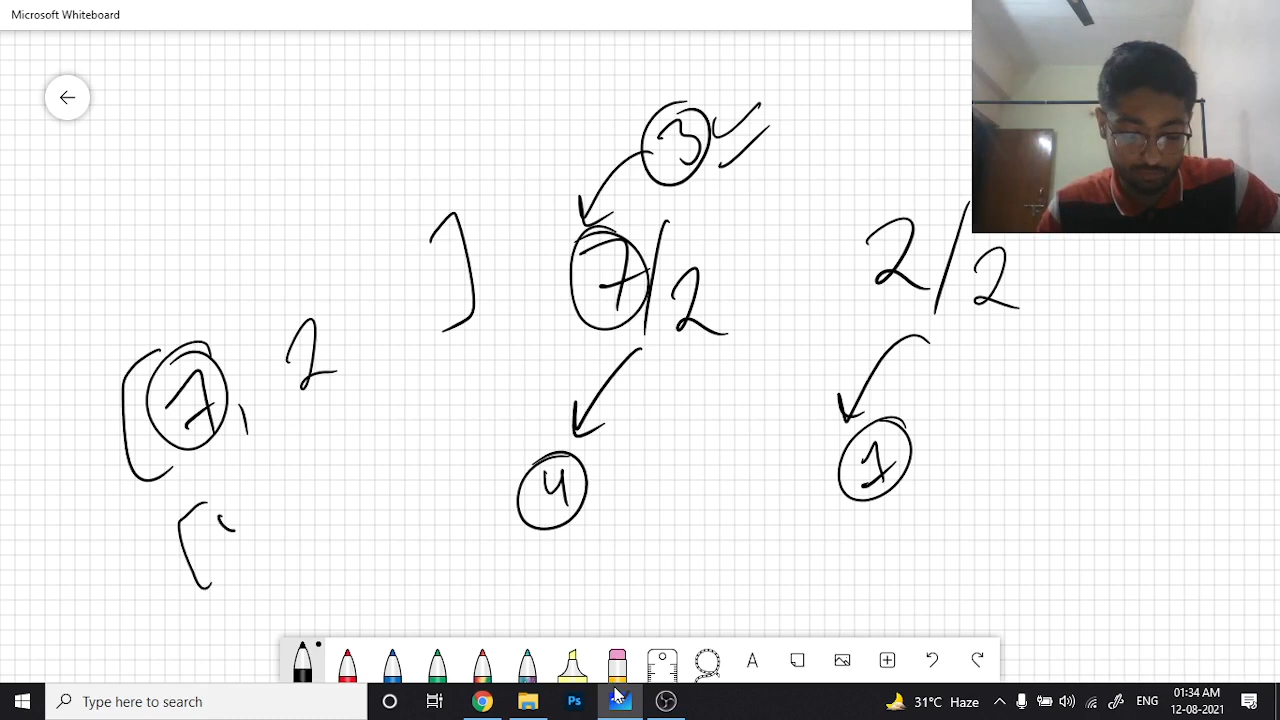 Microsoft Whiteboard
3
] 7/2 2/2
[7, 2
4 1
[
A
Type here to search
Ps
31°C Haze
ENG
01:34 AM
12-08-2021